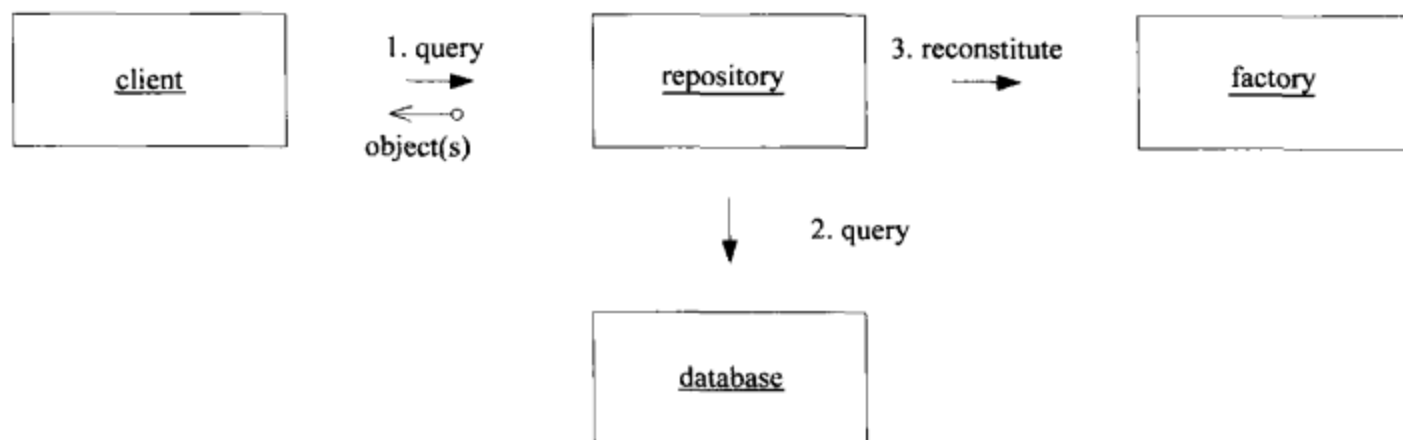 client
1. query
object(s)
repository
3. reconstitute
factory
2. query
database